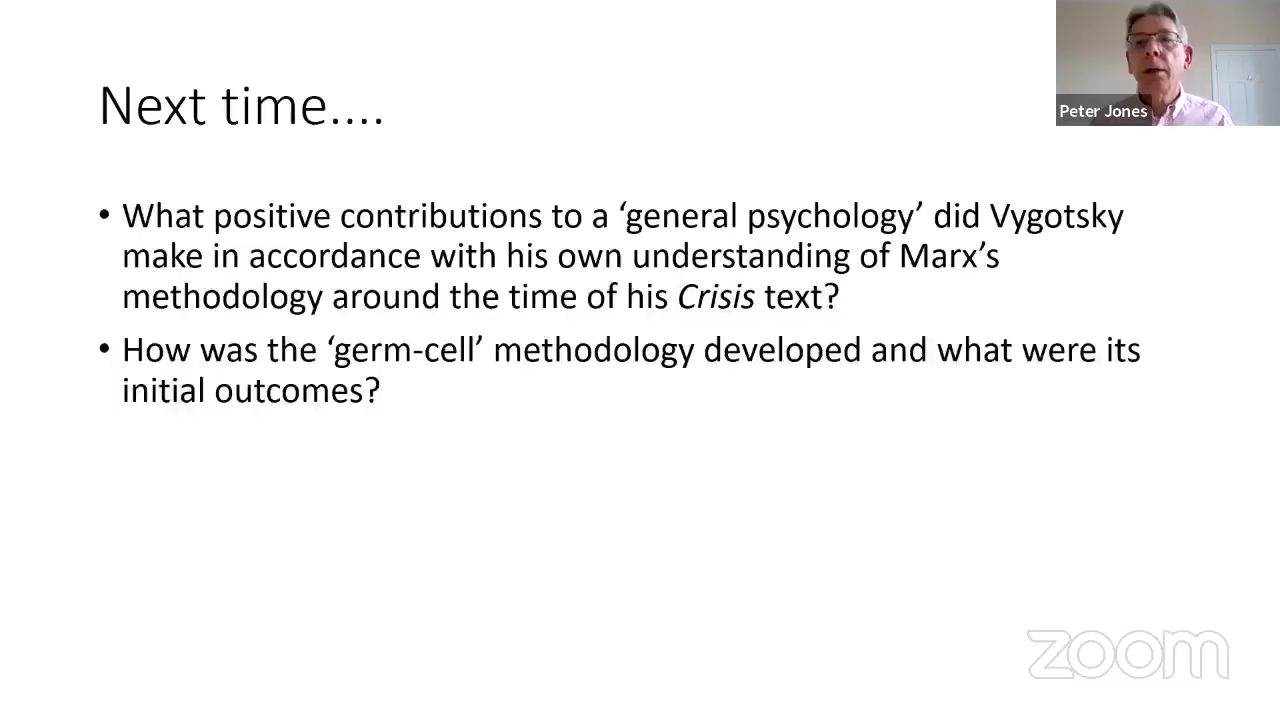 Next time....
Peter Jones
• What positive contributions to a ‘general psychology’ did Vygotsky
make in accordance with his own understanding of Marx’s
methodology around the time of his Crisis text?
• How was the ‘germ-cell’ methodology developed and what were its
initial outcomes?
zoom